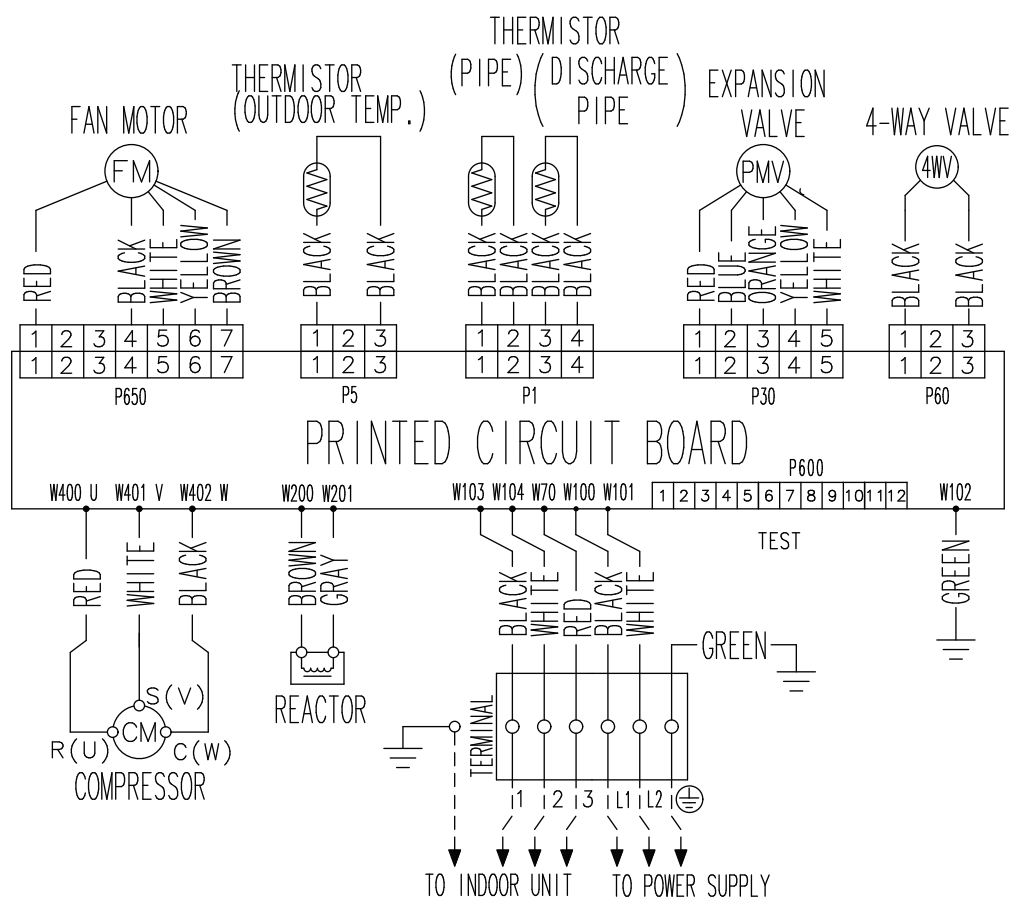 THERMISTOR
(PIPE) (DISCHARGE PIPE)
THERMISTOR
(OUTDOOR TEMP.)
EXPANSION
VALVE
FAN MOTOR
4-WAY VALVE
FM
PMV
4WV
RED
BLACK
WHITE
YELLOW
BROWN
BLACK
BLACK
BLACK
BLACK
BLACK
BLACK
RED
BLUE
ORANGE
YELLOW
WHITE
BLACK
BLACK
1 2 3 4 5 6 7
1 2 3
1 2 3 4
1 2 3 4 5
1 2 3
1 2 3 4 5 6 7
1 2 3
1 2 3 4
1 2 3 4 5
1 2 3
P650
P5
P1
P30
P60
PRINTED CIRCUIT BOARD
P600
W400 U W401 V W402 W
W200 W201
W103 W104 W70 W100 W101
1 2 3 4 5 6 7 8 9 10 11 12
W102
TEST
RED
WHITE
BLACK
BROWN
GRAY
BLACK
WHITE
RED
BLACK
WHITE
GREEN
GREEN
REACTOR
S(V)
CM
R(U)
C(W)
COMPRESSOR
TERMINAL
1 2 3 L1 L2
TO INDOOR UNIT
TO POWER SUPPLY